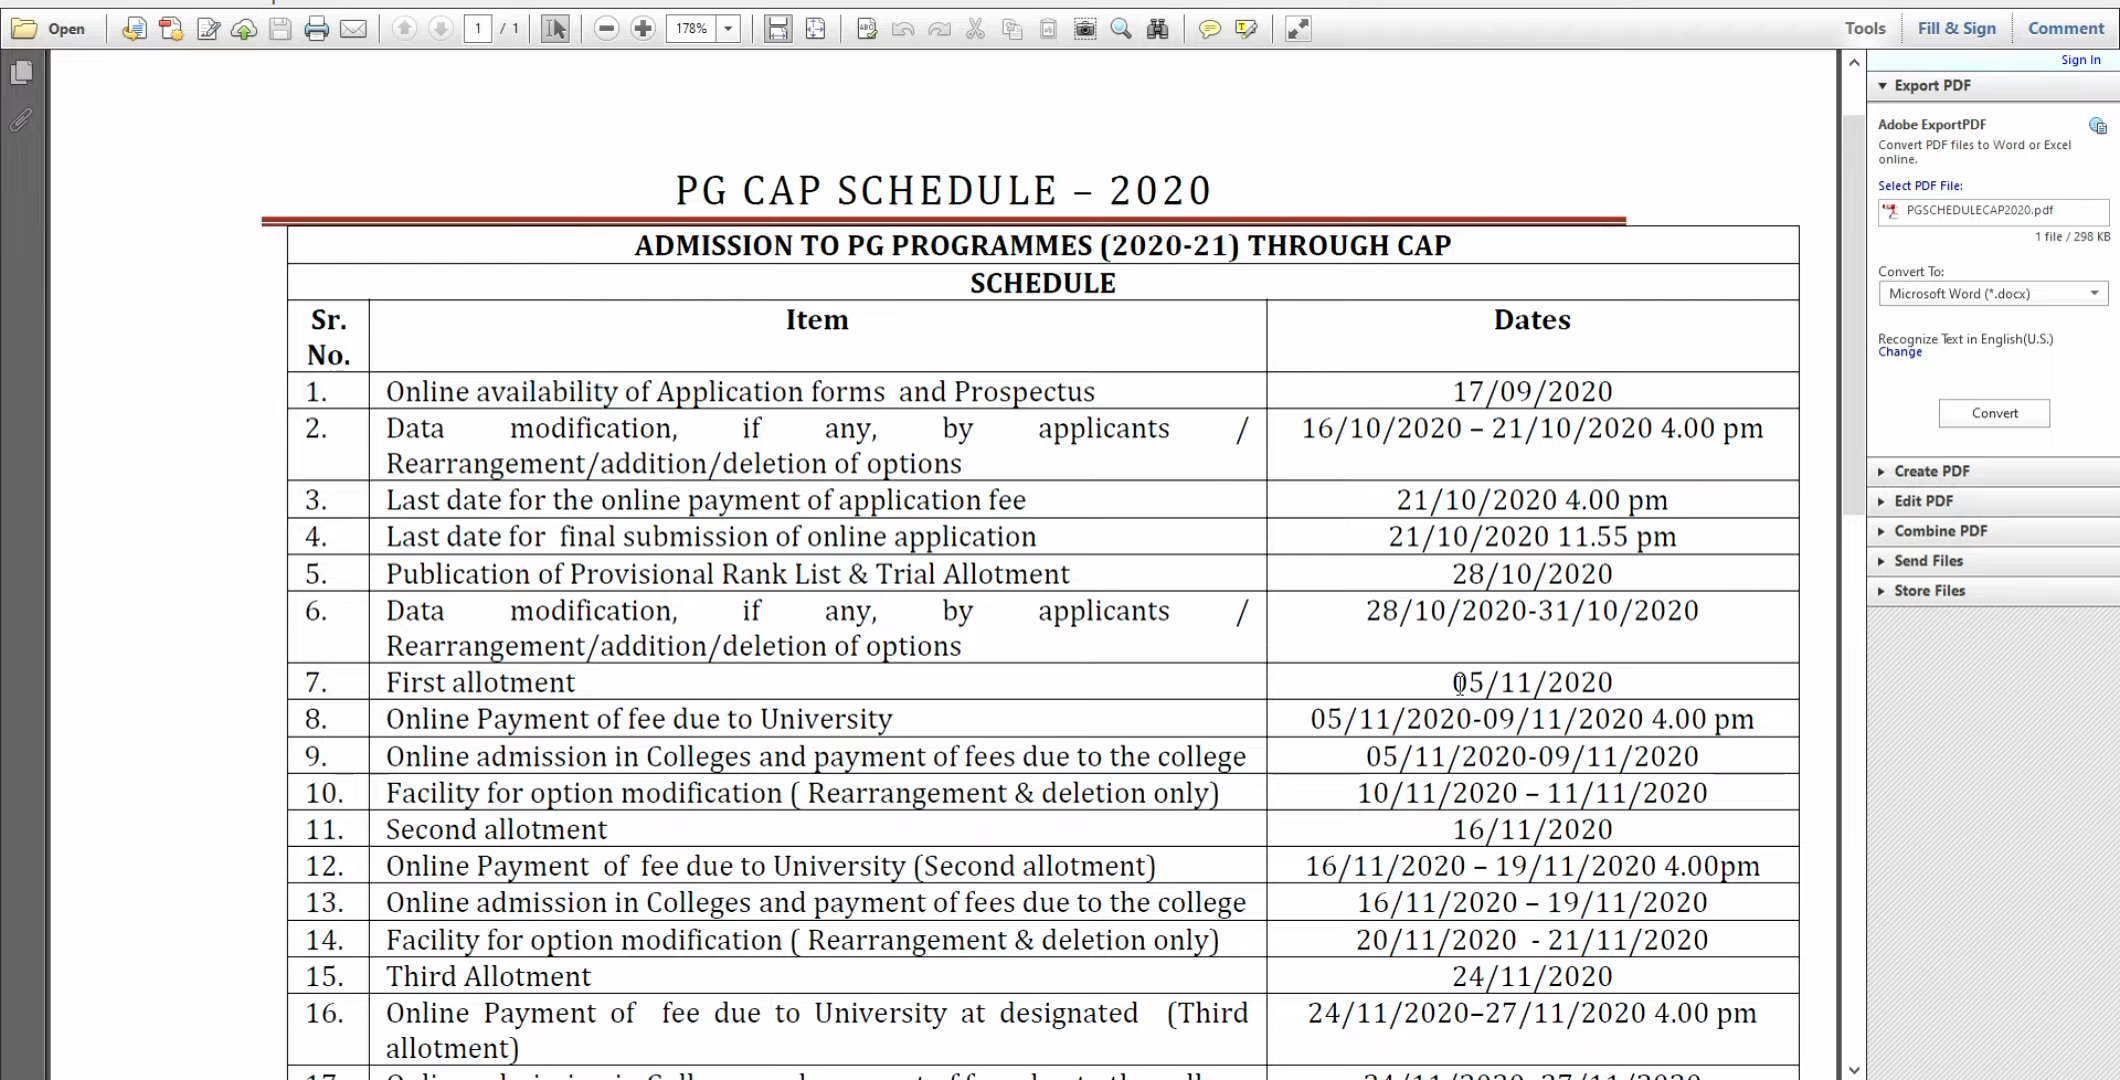 Open
1 / 1
178%
Tools
Fill & Sign
Comment
Sign In
Export PDF
Adobe ExportPDF
Convert PDF files to Word or Excel
online.
Select PDF File:
PGSCHEDULECAP2020.pdf
1 file / 298 KB
Convert To:
Microsoft Word (*.docx)
Recognize Text in English(U.S.)
Change
Convert
Create PDF
Edit PDF
Combine PDF
Send Files
Store Files
PG CAP SCHEDULE – 2020
ADMISSION TO PG PROGRAMMES (2020-21) THROUGH CAP
SCHEDULE
Sr. Item Dates
No.
1. Online availability of Application forms and Prospectus 17/09/2020
2. Data modification, if any, by applicants / 16/10/2020 – 21/10/2020 4.00 pm
Rearrangement/addition/deletion of options
3. Last date for the online payment of application fee 21/10/2020 4.00 pm
4. Last date for final submission of online application 21/10/2020 11.55 pm
5. Publication of Provisional Rank List & Trial Allotment 28/10/2020
6. Data modification, if any, by applicants / 28/10/2020-31/10/2020
Rearrangement/addition/deletion of options
7. First allotment 05/11/2020
8. Online Payment of fee due to University 05/11/2020-09/11/2020 4.00 pm
9. Online admission in Colleges and payment of fees due to the college 05/11/2020-09/11/2020
10. Facility for option modification ( Rearrangement & deletion only) 10/11/2020 – 11/11/2020
11. Second allotment 16/11/2020
12. Online Payment of fee due to University (Second allotment) 16/11/2020 – 19/11/2020 4.00pm
13. Online admission in Colleges and payment of fees due to the college 16/11/2020 – 19/11/2020
14. Facility for option modification ( Rearrangement & deletion only) 20/11/2020 - 21/11/2020
15. Third Allotment 24/11/2020
16. Online Payment of fee due to University at designated (Third 24/11/2020–27/11/2020 4.00 pm
allotment)